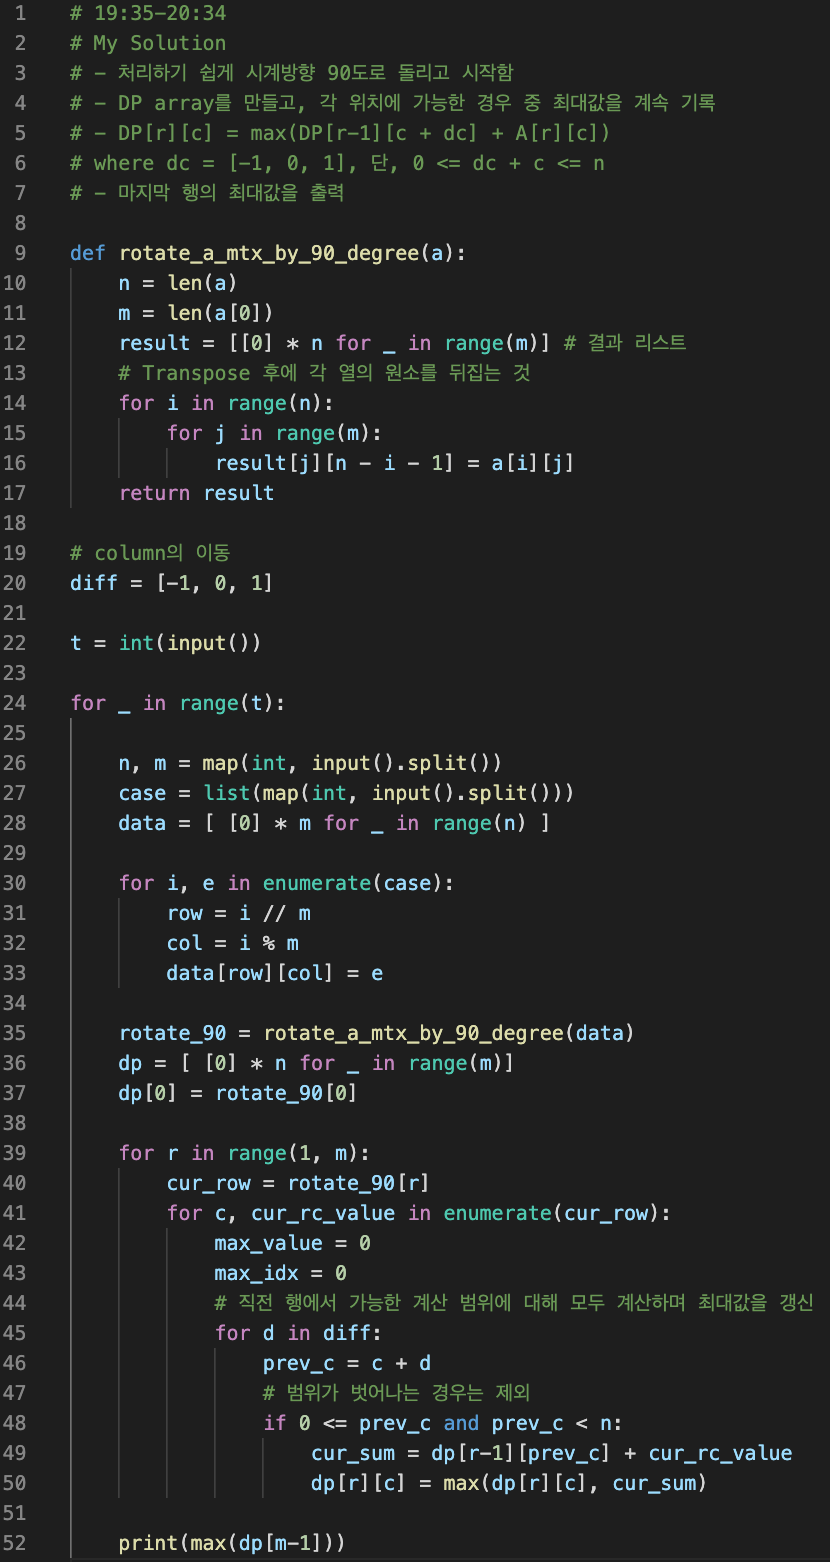 1 # 19:35-20:34
2 # My Solution
3 # - 처리하기 쉽게 시계방향 90도로 돌리고 시작함
4 # - DP array를 만들고, 각 위치에 가능한 경우 중 최대값을 계속 기록
5 # - DP[r][c] = max(DP[r-1][c + dc] + A[r][c])
6 # where dc = [-1, 0, 1], 단, 0 <= dc + c <= n
7 # - 마지막 행의 최대값을 출력
8
9 def rotate_a_mtx_by_90_degree(a):
10 n = len(a)
11 m = len(a[0])
12 result = [[0] * n for _ in range(m)] # 결과 리스트
13 # Transpose 후에 각 열의 원소를 뒤집는 것
14 for i in range(n):
15 for j in range(m):
16 result[j][n - i - 1] = a[i][j]
17 return result
18
19 # column의 이동
20 diff = [-1, 0, 1]
21
22 t = int(input())
23
24 for _ in range(t):
25
26 n, m = map(int, input().split())
27 case = list(map(int, input().split()))
28 data = [ [0] * m for _ in range(n) ]
29
30 for i, e in enumerate(case):
31 row = i // m
32 col = i % m
33 data[row][col] = e
34
35 rotate_90 = rotate_a_mtx_by_90_degree(data)
36 dp = [ [0] * n for _ in range(m)]
37 dp[0] = rotate_90[0]
38
39 for r in range(1, m):
40 cur_row = rotate_90[r]
41 for c, cur_rc_value in enumerate(cur_row):
42 max_value = 0
43 max_idx = 0
44 # 직전 행에서 가능한 계산 범위에 대해 모두 계산하며 최대값을 갱신
45 for d in diff:
46 prev_c = c + d
47 # 범위가 벗어나는 경우는 제외
48 if 0 <= prev_c and prev_c < n:
49 cur_sum = dp[r-1][prev_c] + cur_rc_value
50 dp[r][c] = max(dp[r][c], cur_sum)
51
52 print(max(dp[m-1]))